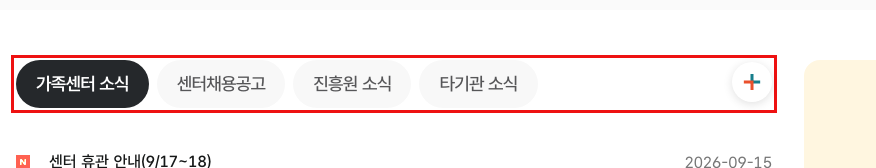 가족센터 소식 센터채용공고 진흥원 소식 타기관 소식 +
N 센터 휴관 안내(9/17~18) 2026-09-15